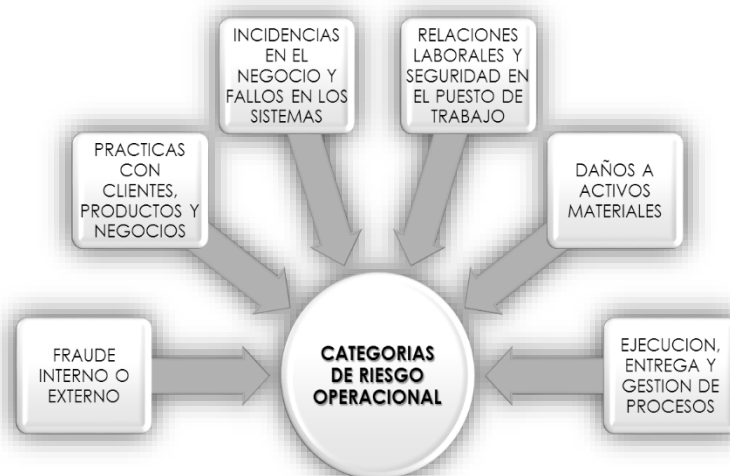 INCIDENCIAS
EN EL
NEGOCIO Y
FALLOS EN LOS
SISTEMAS
RELACIONES
LABORALES Y
SEGURIDAD EN
EL PUESTO DE
TRABAJO
PRACTICAS
CON
CLIENTES,
PRODUCTOS Y
NEGOCIOS
DAÑOS A
ACTIVOS
MATERIALES
FRAUDE
INTERNO O
EXTERNO
CATEGORIAS
DE RIESGO
OPERACIONAL
EJECUCION,
ENTREGA Y
GESTION DE
PROCESOS